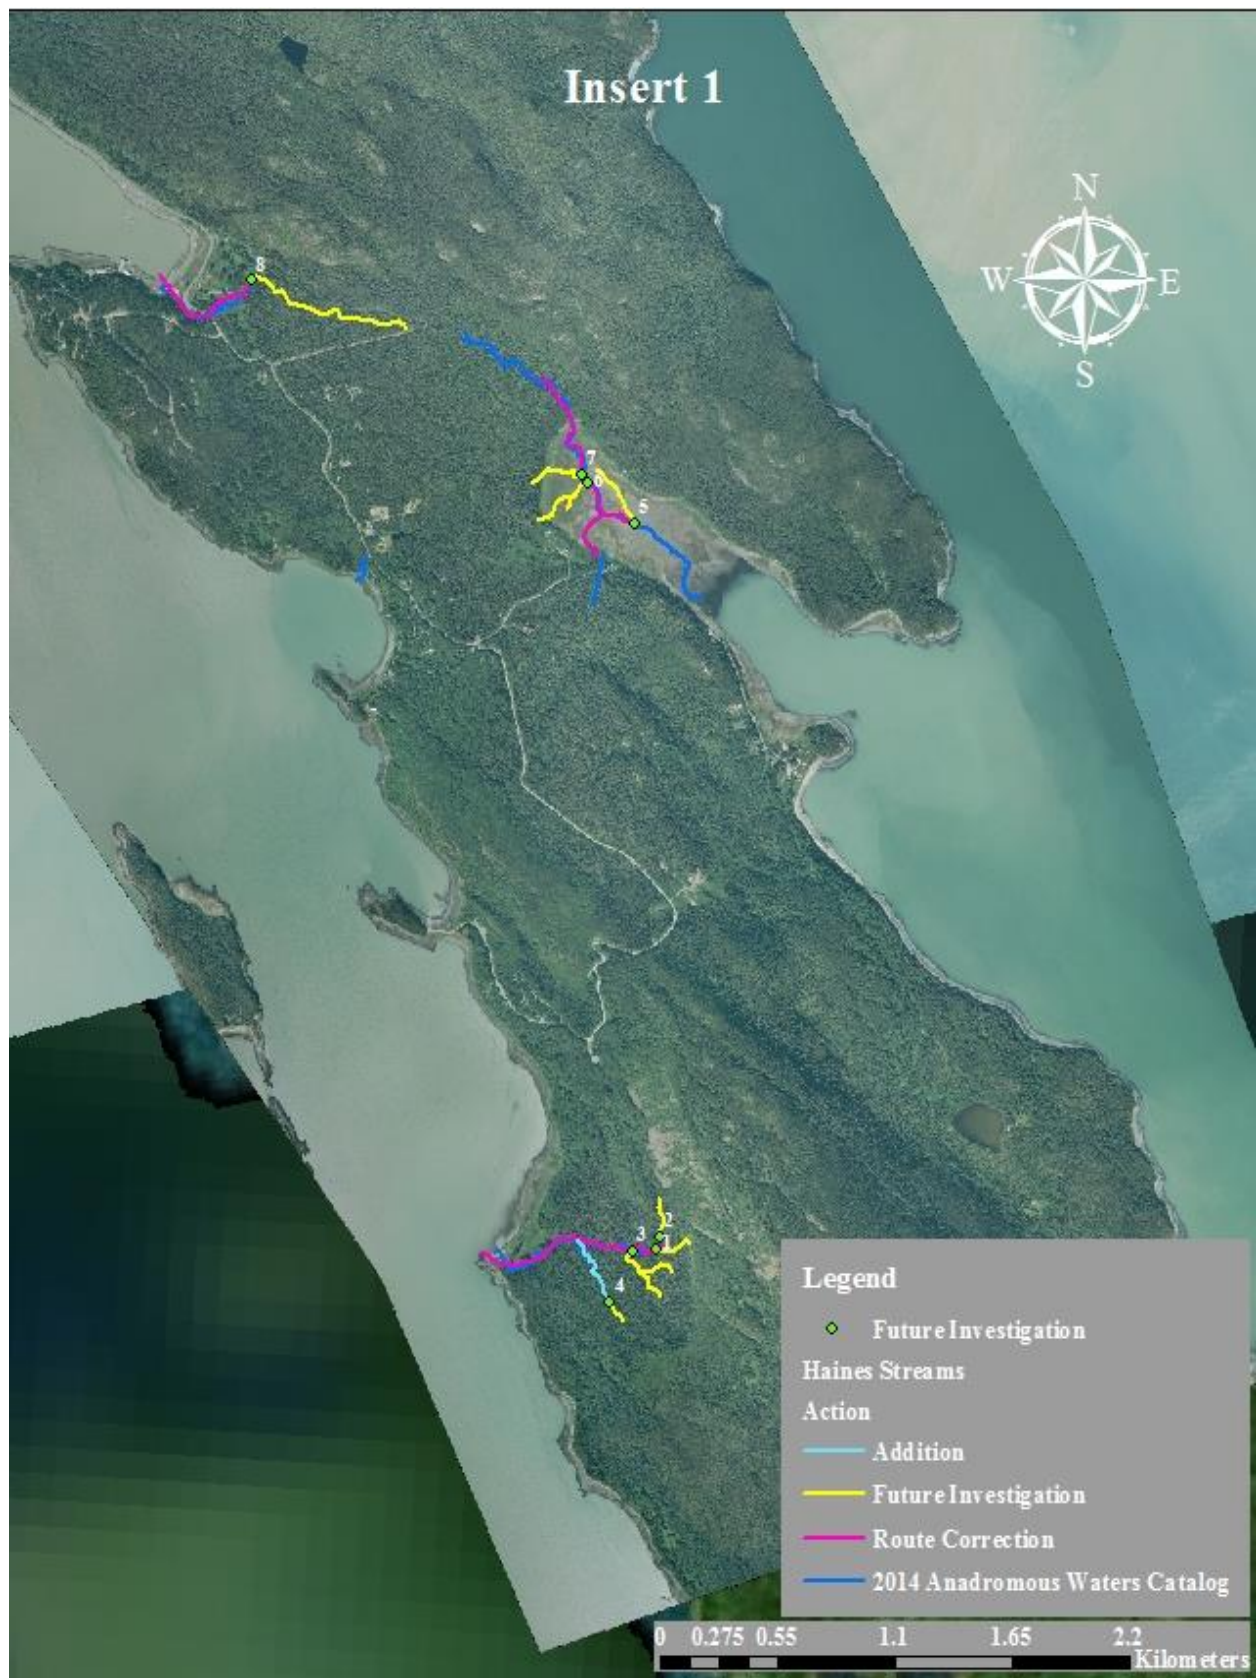 Insert 1
N
W E
S
8
7
6
5
2
3 1
4
Legend
Future Investigation
Haines Streams
Action
Addition
Future Investigation
Route Correction
2014 Anadromous Waters Catalog
0 0.275 0.55 1.1 1.65 2.2
Kilometers